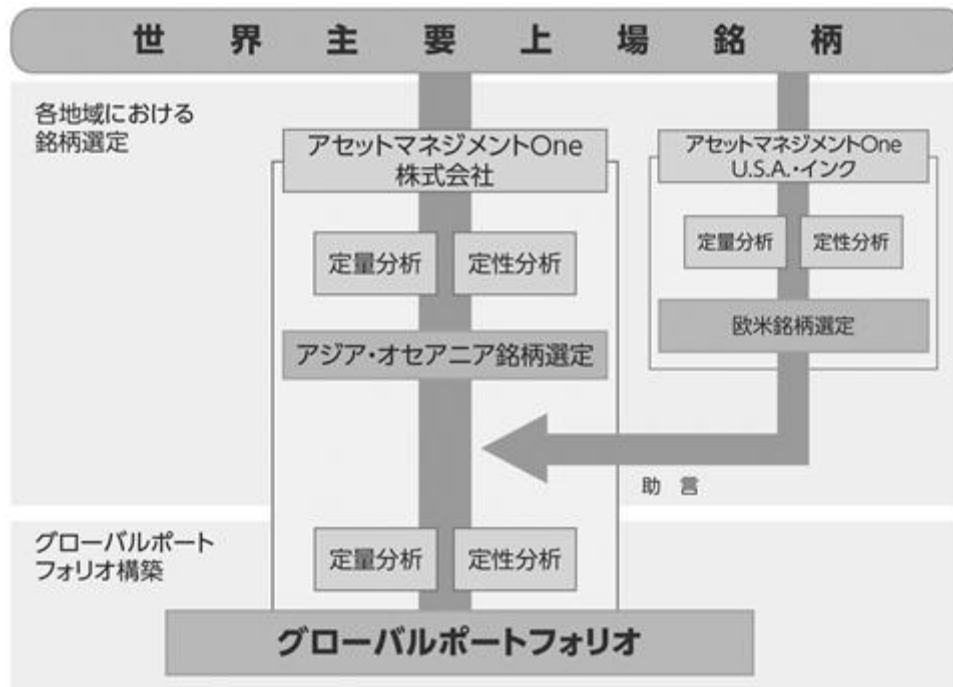 世界主要上場銘柄
各地域における
銘柄選定
アセットマネジメントOne
株式会社
アセットマネジメントOne
U.S.A.・インク
定量分析
定性分析
定量分析
定性分析
アジア・オセアニア銘柄選定
欧米銘柄選定
助 言
グローバルポート
フォリオ構築
定量分析
定性分析
グローバルポートフォリオ